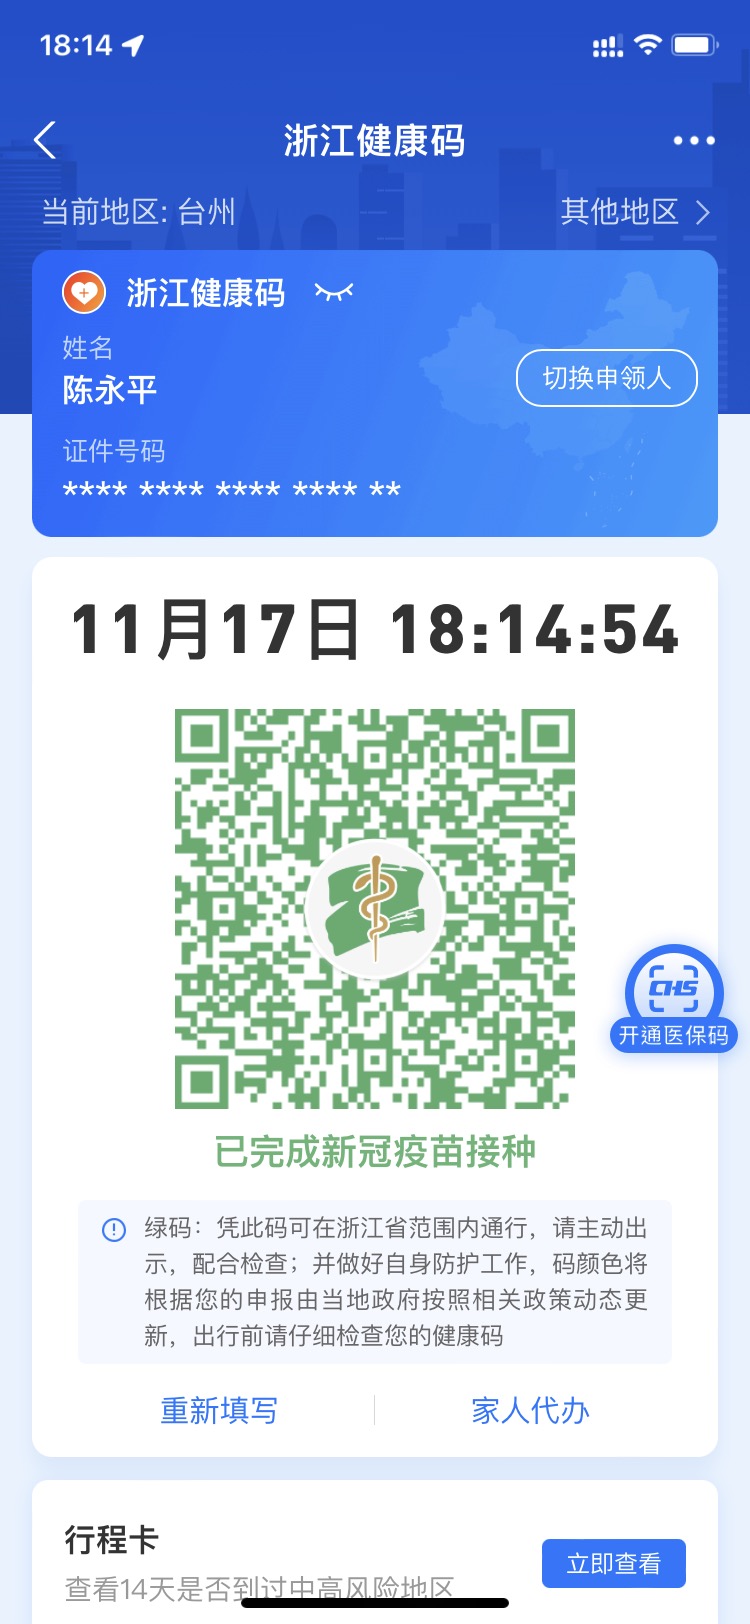 18:14
浙江健康码
当前地区: 台州
其他地区
浙江健康码
姓名
陈永平
切换申领人
证件号码
**** **** **** **** **
11月17日 18:14:54
CHS
开通医保码
已完成新冠疫苗接种
绿码：凭此码可在浙江省范围内通行，请主动出
示，配合检查；并做好自身防护工作，码颜色将
根据您的申报由当地政府按照相关政策动态更
新，出行前请仔细检查您的健康码
重新填写
家人代办
行程卡
立即查看
查看14天是否到过中高风险地区